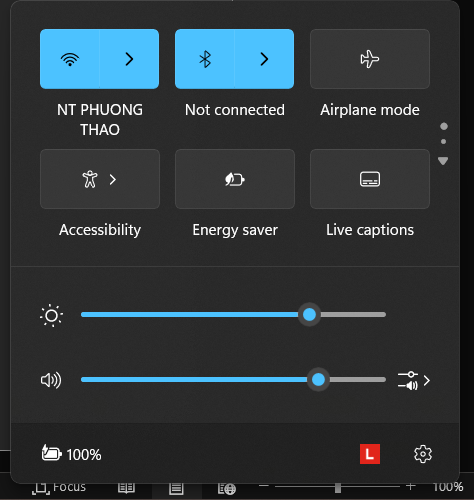 NT PHUONG
THAO
Not connected
Airplane mode
Accessibility
Energy saver
Live captions
100%
L
Focus
100%